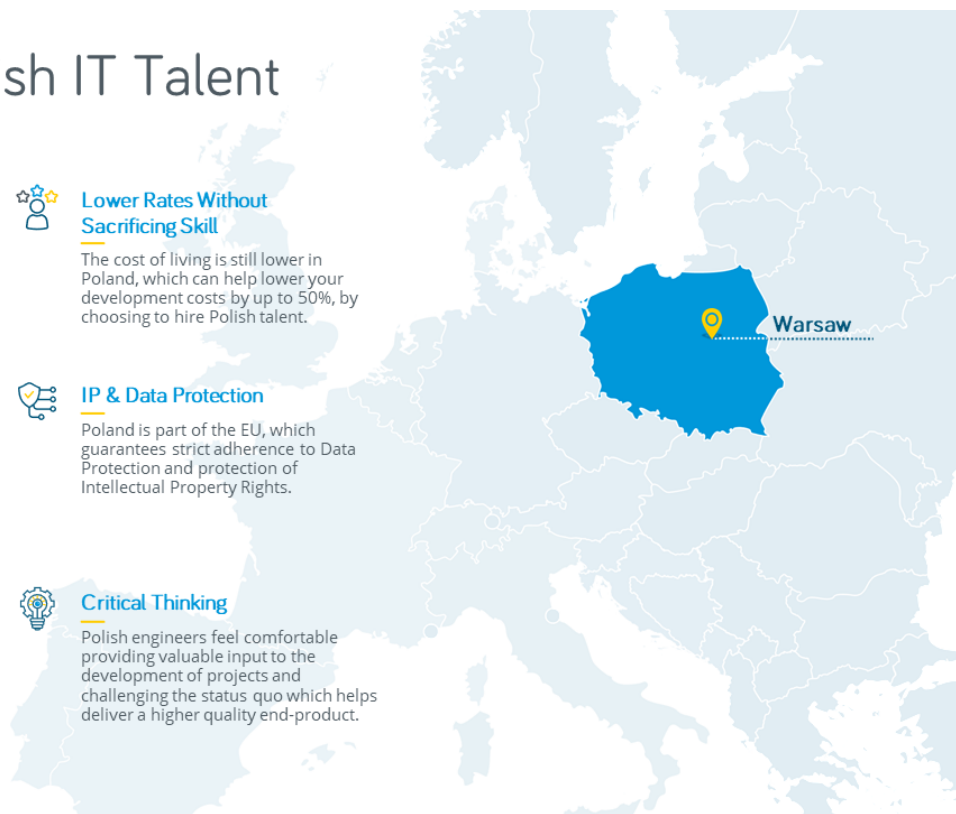 sh IT Talent
Lower Rates Without
Sacrificing Skill
The cost of living is still lower in
Poland, which can help lower your
development costs by up to 50%, by
choosing to hire Polish talent.
Warsaw
IP & Data Protection
Poland is part of the EU, which
guarantees strict adherence to Data
Protection and protection of
Intellectual Property Rights.
Critical Thinking
Polish engineers feel comfortable
providing valuable input to the
development of projects and
challenging the status quo which helps
deliver a higher quality end-product.